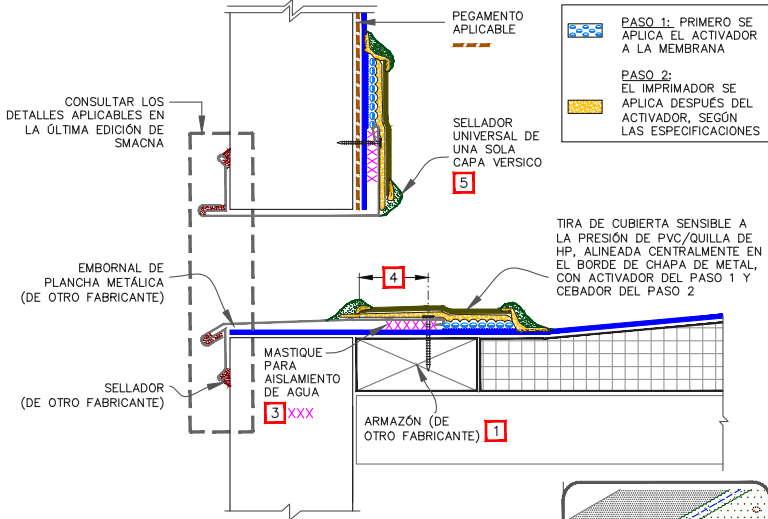 PEGAMENTO
APLICABLE
PASO 1: PRIMERO SE
APLICA EL ACTIVADOR
A LA MEMBRANA
PASO 2:
EL IMPRIMADOR SE
APLICA DESPUÉS DEL
ACTIVADOR, SEGÚN
LAS ESPECIFICACIONES
CONSULTAR LOS
DETALLES APLICABLES EN
LA ÚLTIMA EDICIÓN DE
SMACNA
SELLADOR
UNIVERSAL DE
UNA SOLA
CAPA VERSICO
5
TIRA DE CUBIERTA SENSIBLE A
LA PRESIÓN DE PVC/QUILLA DE
HP, ALINEADA CENTRALMENTE EN
EL BORDE DE CHAPA DE METAL,
CON ACTIVADOR DEL PASO 1 Y
CEBADOR DEL PASO 2
4
EMBORNAL DE
PLANCHA METÁLICA
(DE OTRO FABRICANTE)
MASTIQUE
PARA
AISLAMIENTO
DE AGUA
3 XXX
SELLADOR
(DE OTRO FABRICANTE)
ARMAZÓN (DE
OTRO FABRICANTE) 1